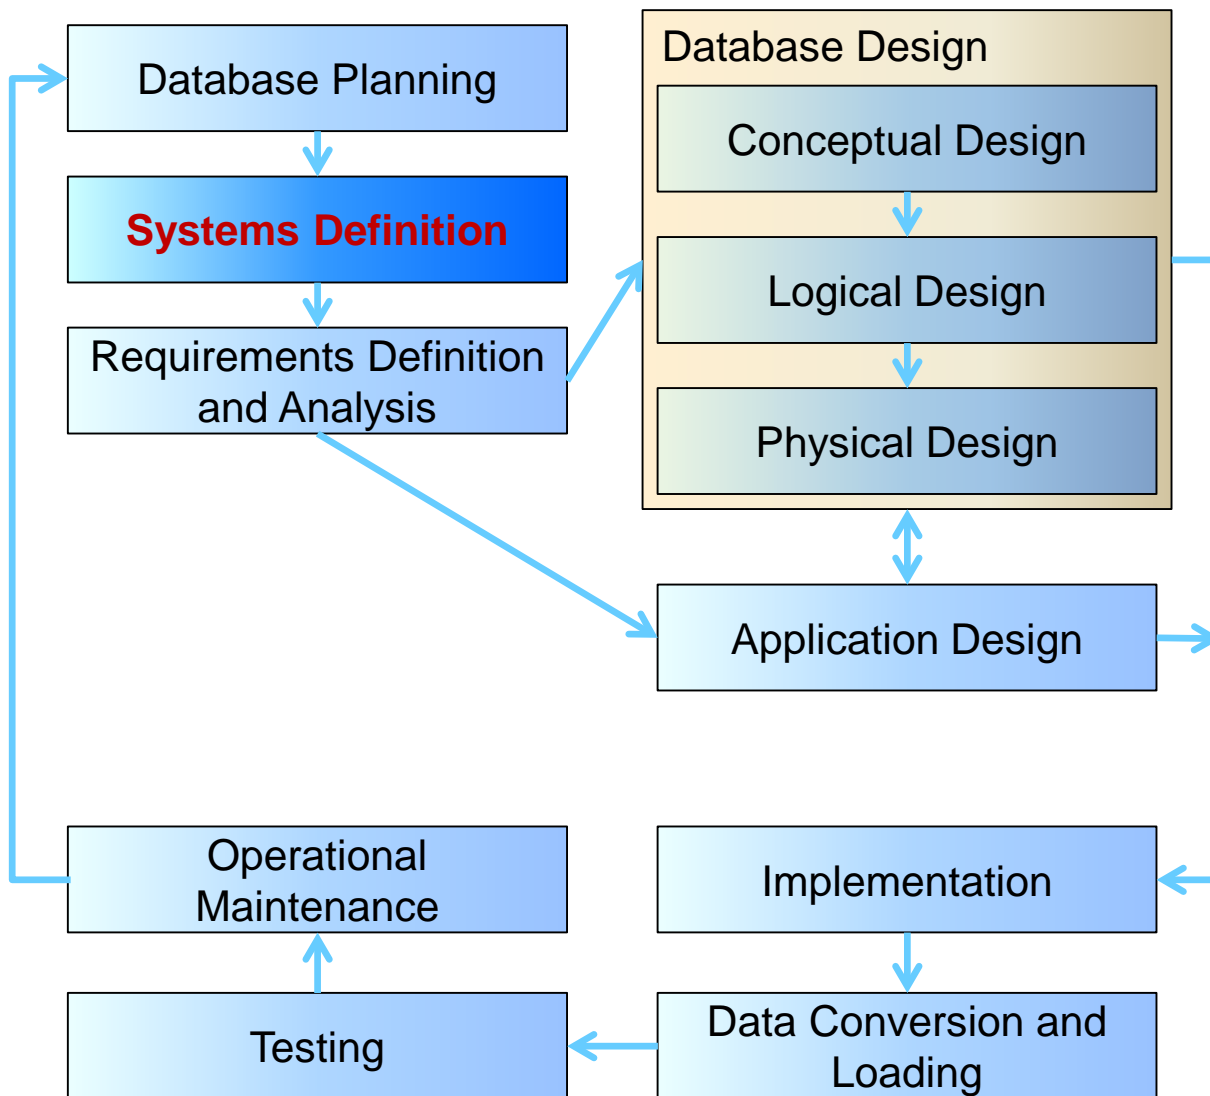 Database Planning
Systems Definition
Requirements Definition
and Analysis
Database Design
Conceptual Design
Logical Design
Physical Design
Application Design
Operational
Maintenance
Implementation
Testing
Data Conversion and
Loading